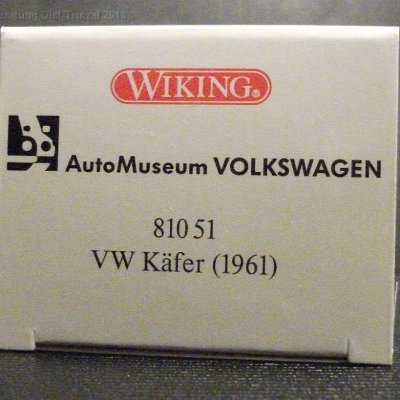 WIKING®
AutoMuseum VOLKSWAGEN
810 51
VW Käfer (1961)